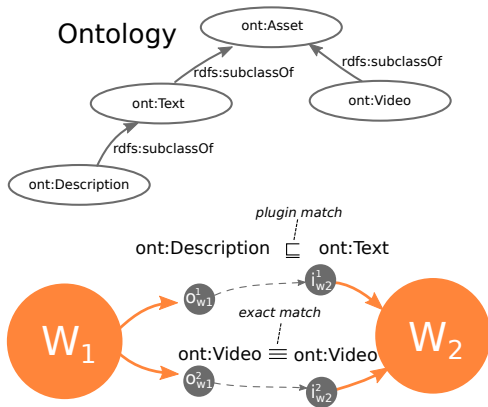 Ontology
ont:Asset
rdfs:subclassOf
rdfs:subclassOf
ont:Text
ont:Video
rdfs:subclassOf
ont:Description
plugin match
ont:Description ⊑ ont:Text
W₁
o¹w1
i¹w2
W₂
exact match
ont:Video ≡ ont:Video
o²w1
i²w2